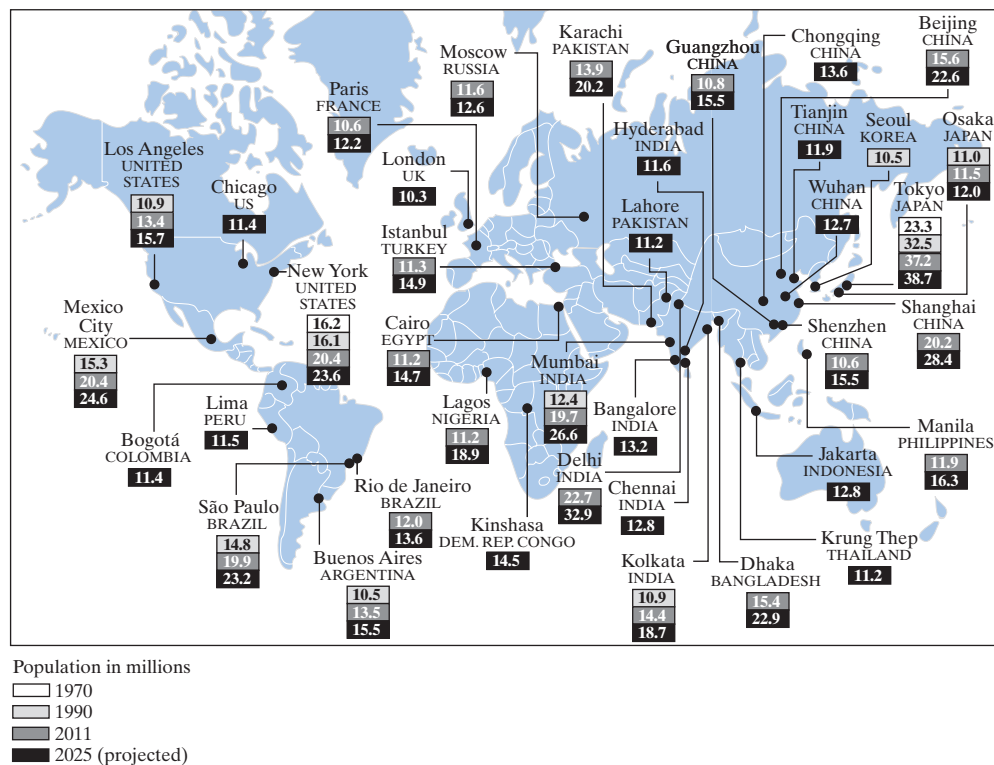 Beijing
CHINA
15.6
22.6
Karachi
PAKISTAN
13.9
20.2
Chongqing
CHINA
13.6
Moscow
RUSSIA
11.6
12.6
Guangzhou
CHINA
10.8
15.5
Paris
FRANCE
10.6
12.2
Tianjin
CHINA
11.9
Seoul
KOREA
10.5
Osaka
JAPAN
11.0
11.5
12.0
Hyderabad
INDIA
11.6
Los Angeles
UNITED
STATES
10.9
13.4
15.7
London
UK
10.3
Chicago
US
11.4
Wuhan
CHINA
12.7
Tokyo
JAPAN
23.3
32.5
37.2
38.7
Lahore
PAKISTAN
11.2
Istanbul
TURKEY
11.3
14.9
New York
UNITED
STATES
16.2
16.1
20.4
23.6
Mexico
City
MEXICO
15.3
20.4
24.6
Shanghai
CHINA
20.2
28.4
Cairo
EGYPT
11.2
14.7
Shenzhen
CHINA
10.6
15.5
Mumbai
INDIA
12.4
19.7
26.6
Lagos
NIGERIA
11.2
18.9
Lima
PERU
11.5
Bangalore
INDIA
13.2
Bogotá
COLOMBIA
11.4
Manila
PHILIPPINES
11.9
16.3
Jakarta
INDONESIA
12.8
Delhi
INDIA
22.7
32.9
Rio de Janeiro
BRAZIL
12.0
13.6
Chennai
INDIA
12.8
São Paulo
BRAZIL
14.8
19.9
23.2
Kinshasa
DEM. REP. CONGO
14.5
Krung Thep
THAILAND
11.2
Buenos Aires
ARGENTINA
10.5
13.5
15.5
Kolkata
INDIA
10.9
14.4
18.7
Dhaka
BANGLADESH
15.4
22.9
Population in millions
1970
1990
2011
2025 (projected)